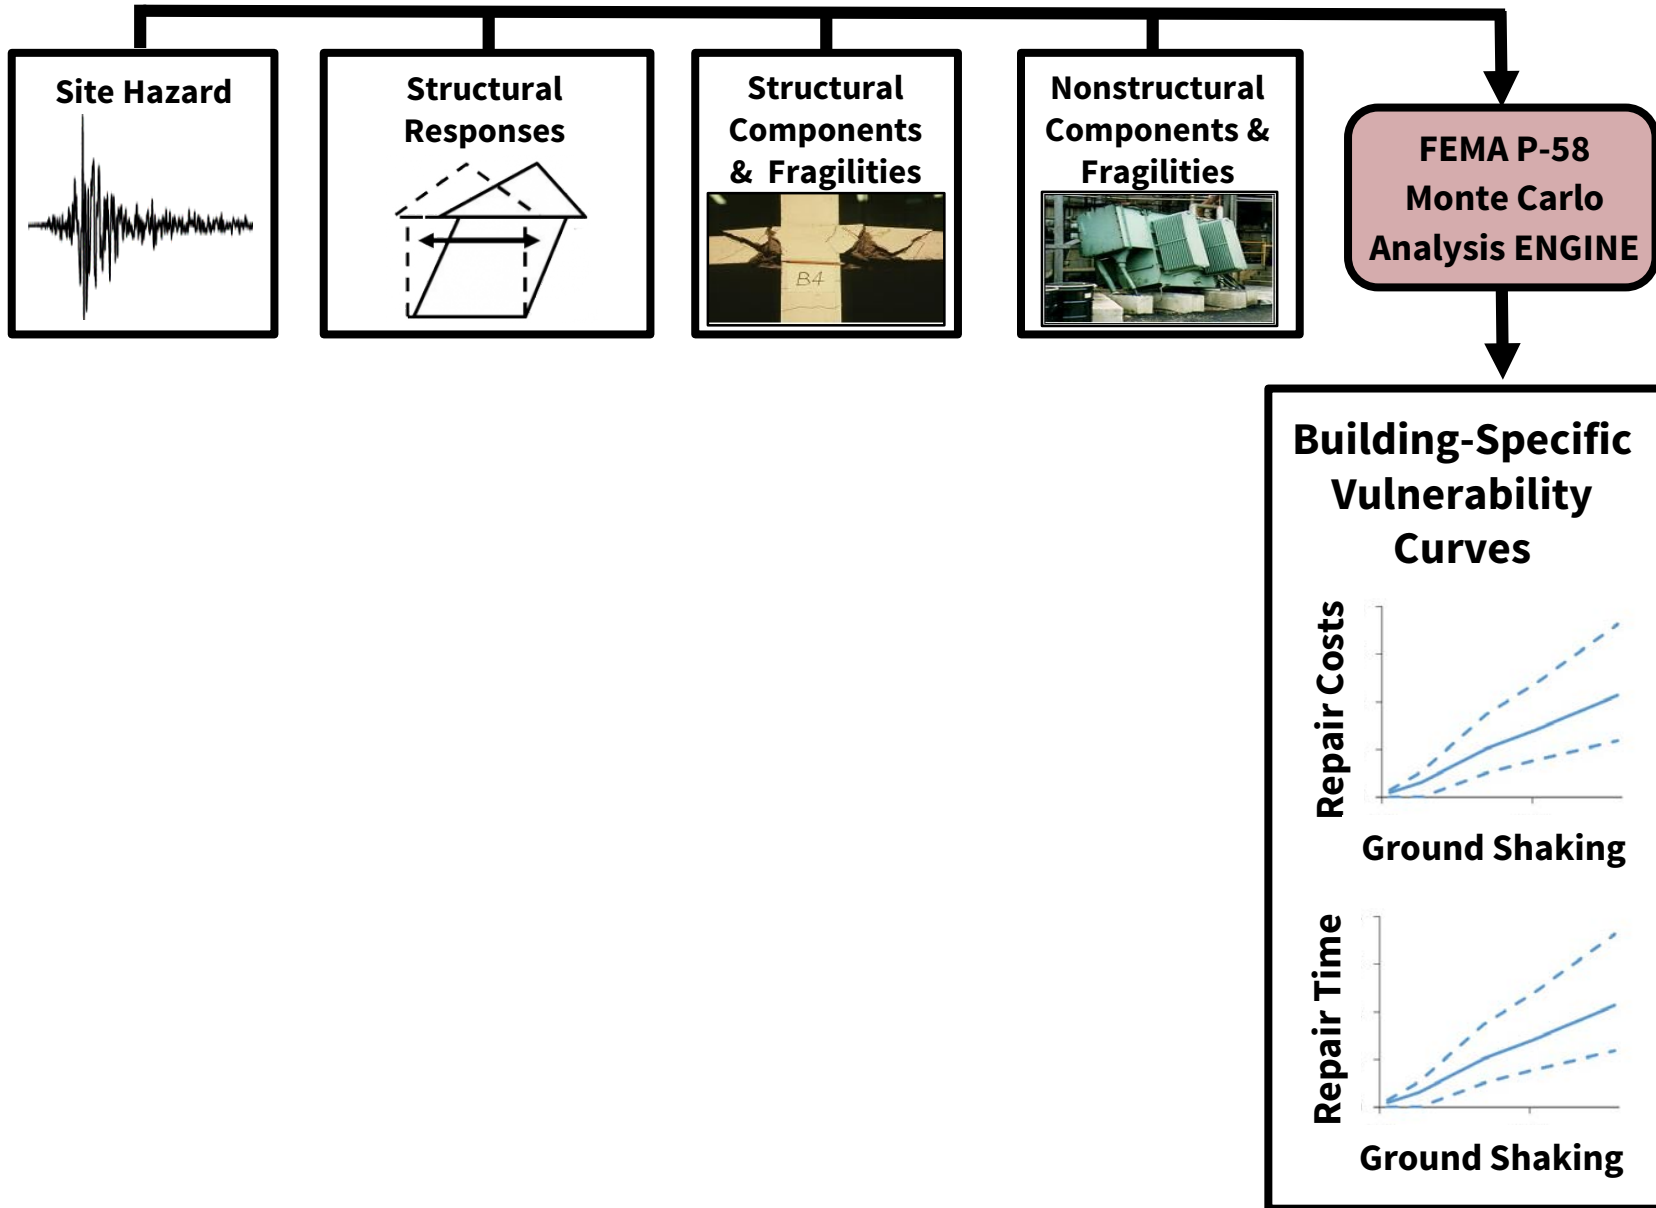 Site Hazard
Structural
Responses
Structural
Components
& Fragilities
B4
Nonstructural
Components &
Fragilities
FEMA P-58
Monte Carlo
Analysis ENGINE
Building-Specific
Vulnerability
Curves
Repair Costs
Ground Shaking
Repair Time
Ground Shaking